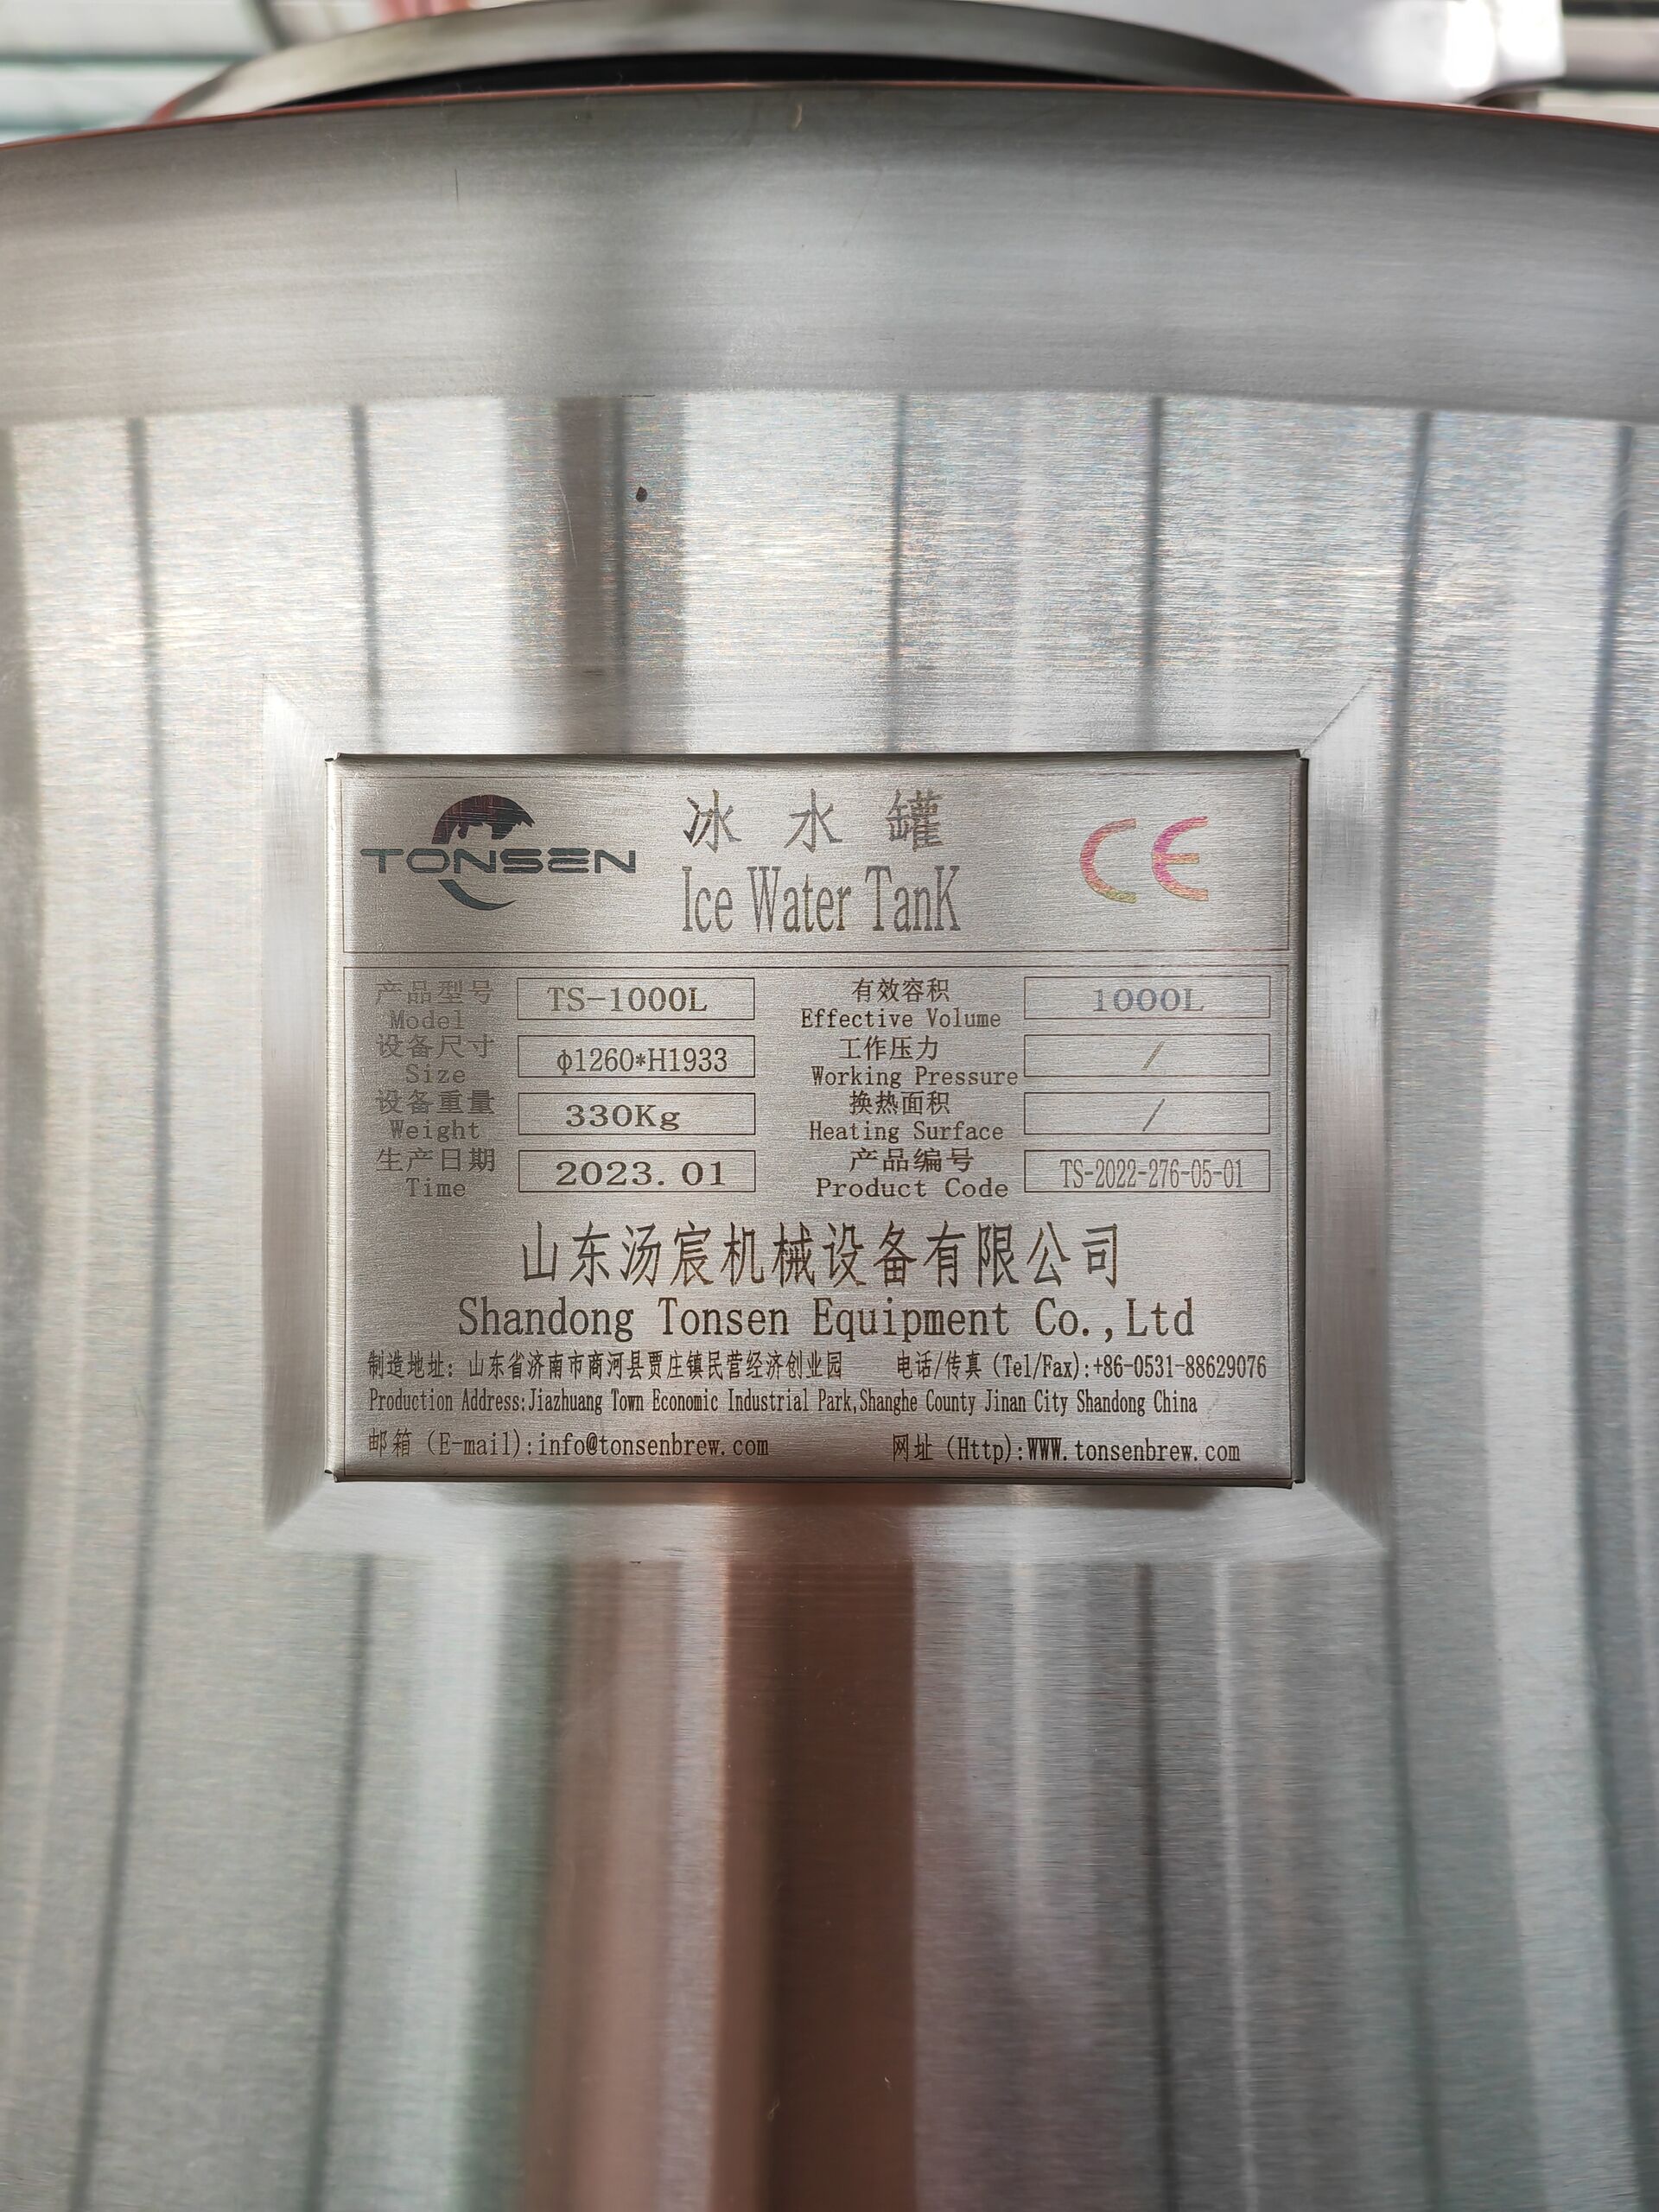 TONSEN
冰水罐
Ice Water TanK
CE
产品型号 TS-1000L 有效容积 1000L
Model Effective Volume
设备尺寸 φ1260*H1933 工作压力 /
Size Working Pressure
设备重量 330Kg 换热面积 /
Weight Heating Surface
生产日期 2023.01 产品编号 TS-2022-276-05-01
Time Product Code
山东汤宸机械设备有限公司
Shandong Tonsen Equipment Co.,Ltd
制造地址: 山东省济南市商河县贾庄镇民营经济创业园 电话/传真 (Tel/Fax):+86-0531-88629076
Production Address:Jiazhuang Town Economic Industrial Park,Shanghe County Jinan City Shandong China
邮箱 (E-mail):info@tonsenbrew.com 网址 (Http):WWW.tonsenbrew.com